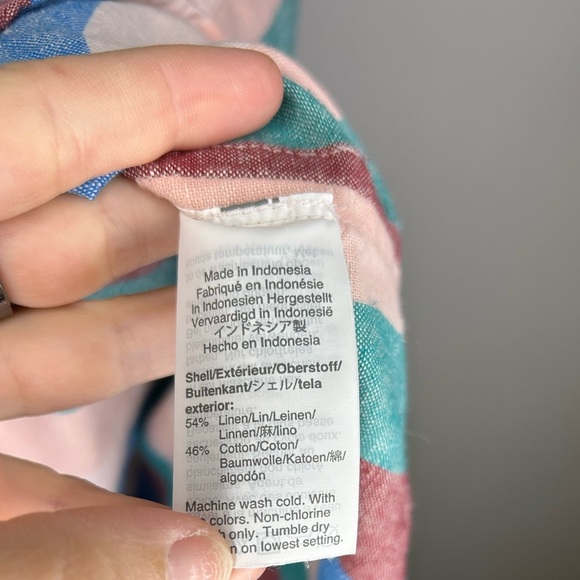 Made in Indonesia
Fabriqué en Indonésie
In Indonesien Hergestellt
Vervaardigd in Indonesië
インドネシア製
Hecho en Indonesia
Shell/Extérieur/Oberstoff/
Buitenkant/シェル/tela
exterior:
54% Linen/Lin/Leinen/
Linnen/麻/lino
46% Cotton/Coton/
Baumwolle/Katoen/綿/
algodón
Machine wash cold. With
colors. Non-chlorine
only. Tumble dry
on lowest setting.